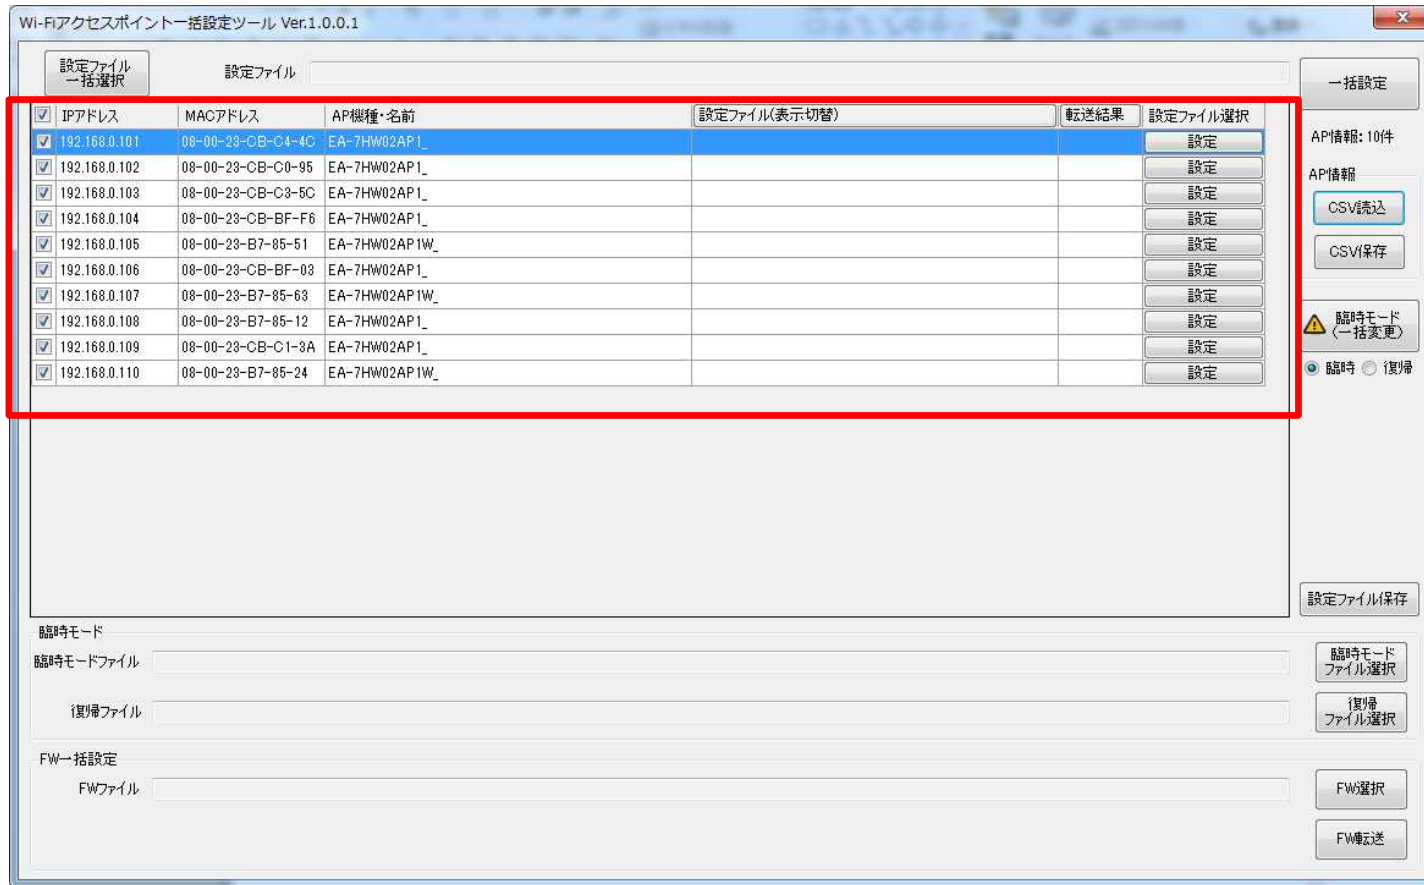 Wi-Fiアクセスポイント一括設定ツール Ver.1.0.0.1
設定ファイル
一括選択
設定ファイル
一括設定
IPアドレス MACアドレス AP機種・名前 設定ファイル(表示切替) 転送結果 設定ファイル選択
192.168.0.101 08-00-23-CB-C4-4C EA-7HW02AP1_ 設定
192.168.0.102 08-00-23-CB-C0-95 EA-7HW02AP1_ 設定
192.168.0.103 08-00-23-CB-C3-5C EA-7HW02AP1_ 設定
192.168.0.104 08-00-23-CB-BF-F6 EA-7HW02AP1_ 設定
192.168.0.105 08-00-23-B7-85-51 EA-7HW02AP1W_ 設定
192.168.0.106 08-00-23-CB-BF-03 EA-7HW02AP1_ 設定
192.168.0.107 08-00-23-B7-85-63 EA-7HW02AP1W_ 設定
192.168.0.108 08-00-23-B7-85-12 EA-7HW02AP1_ 設定
192.168.0.109 08-00-23-CB-C1-3A EA-7HW02AP1_ 設定
192.168.0.110 08-00-23-B7-85-24 EA-7HW02AP1W_ 設定
AP情報: 10件
AP情報
CSV読込
CSV保存
臨時モード
(一括変更)
臨時 復帰
設定ファイル保存
臨時モード
臨時モードファイル
臨時モード
ファイル選択
復帰ファイル
復帰
ファイル選択
FW一括設定
FWファイル
FW選択
FW転送